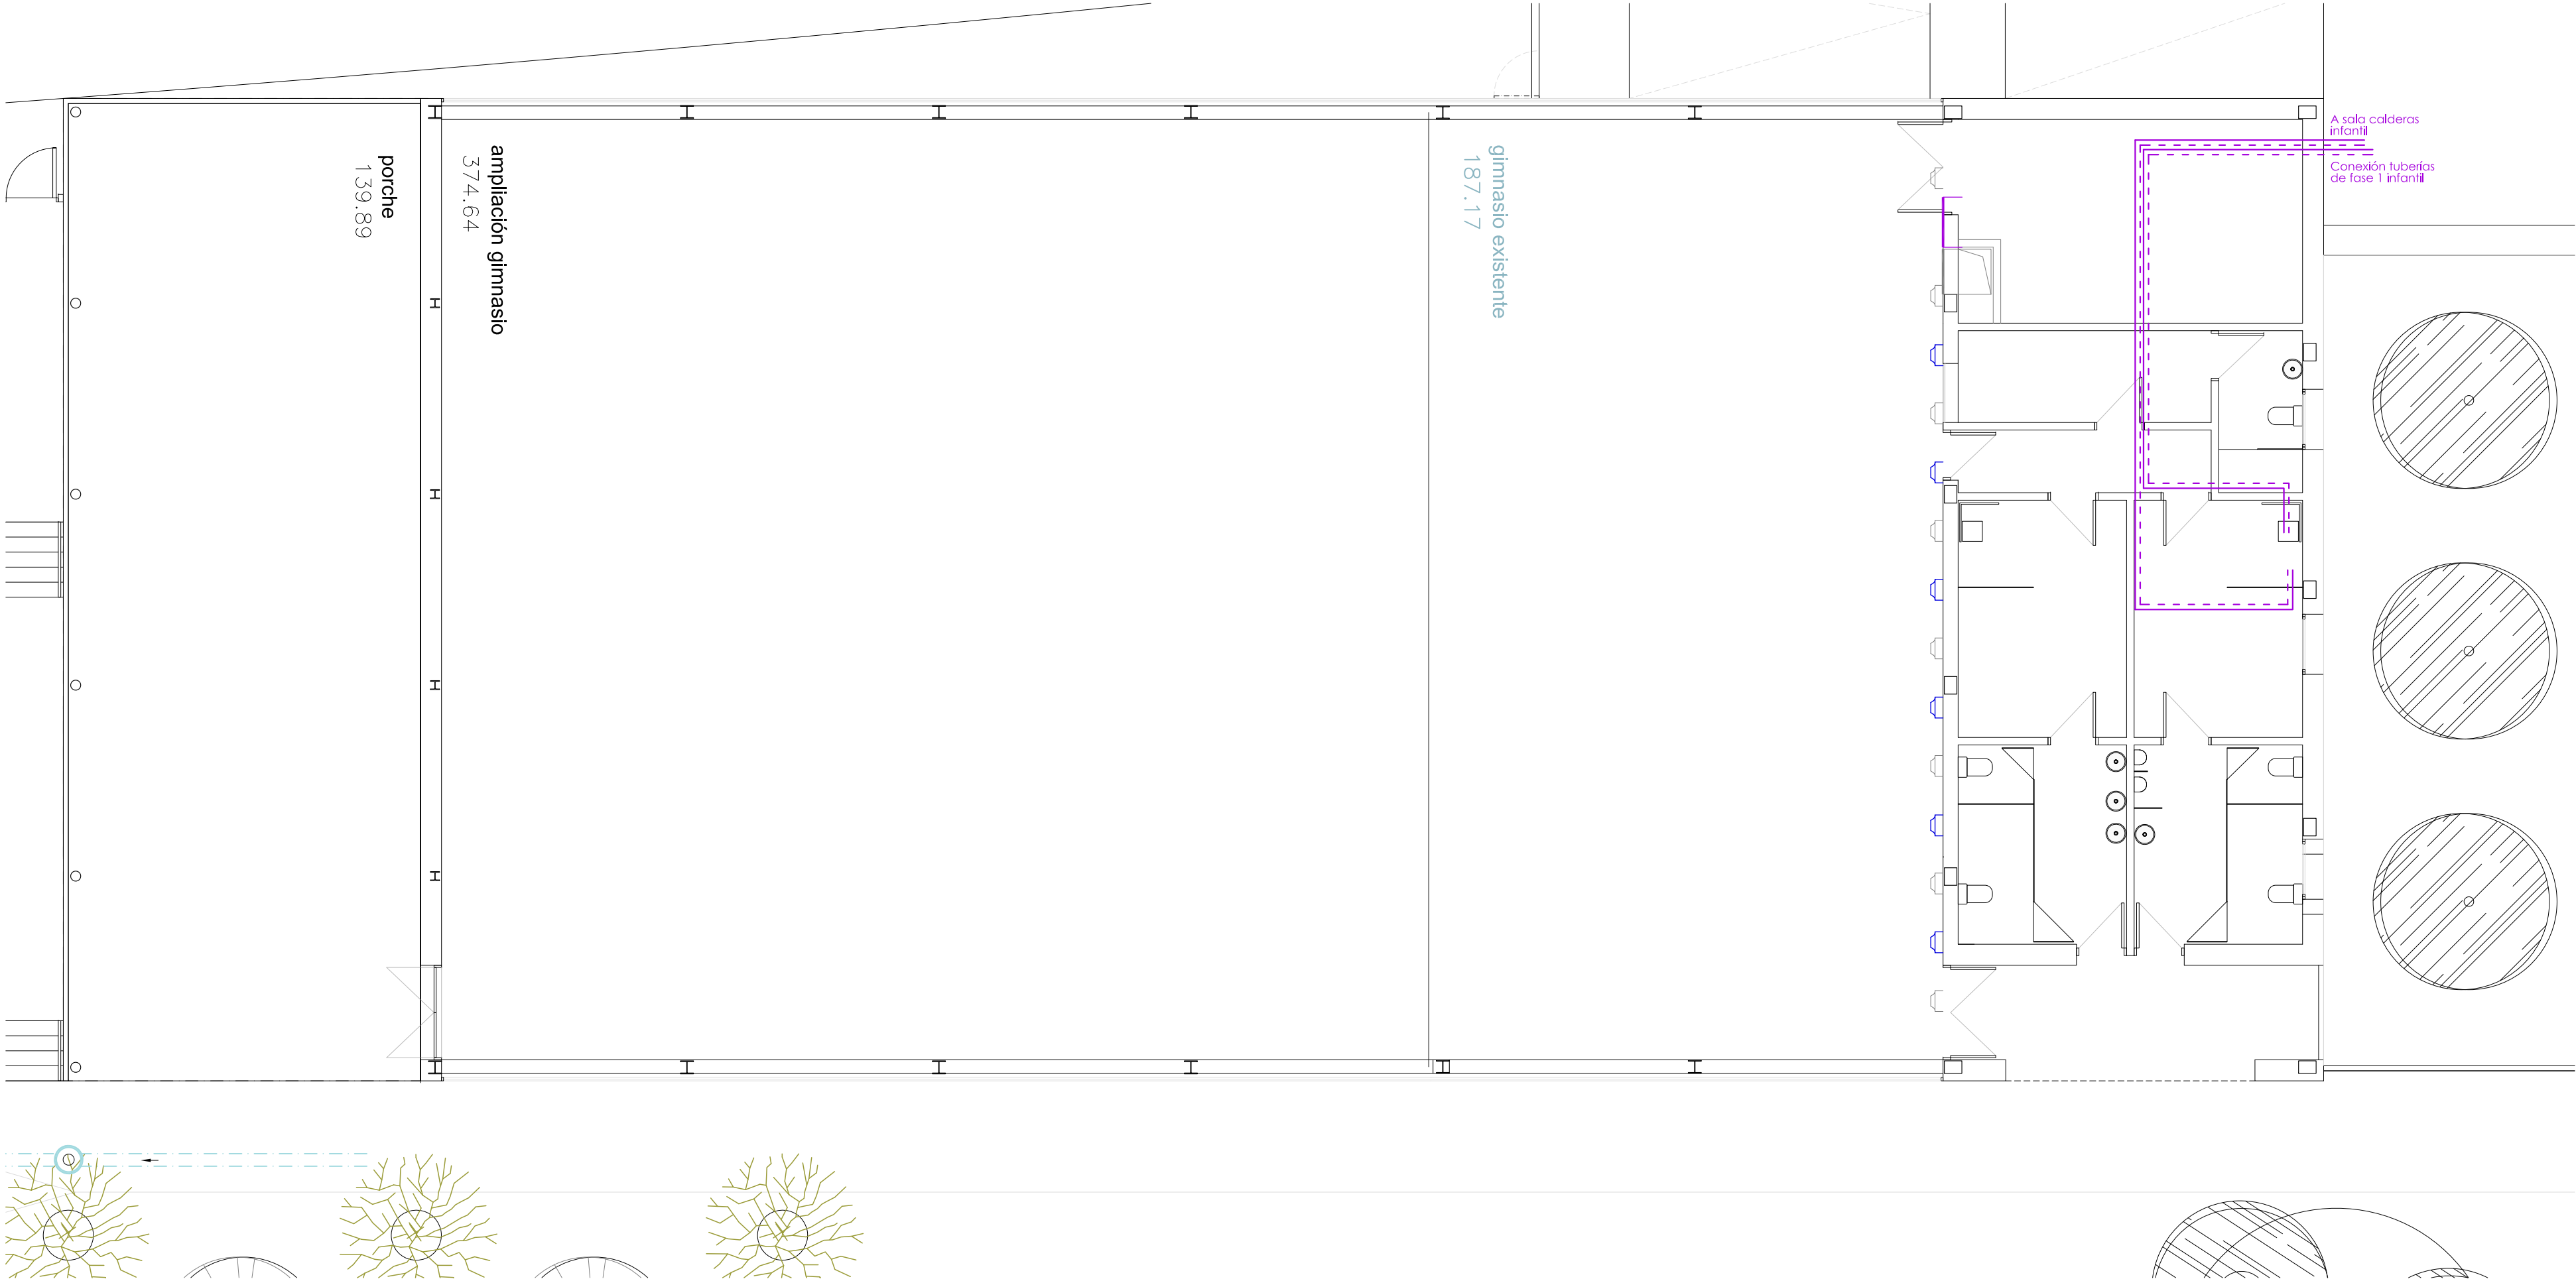 porche
139.89
ampliación gimnasio
374.64
gimnasio existente
187.17
A sala calderas
infantil
Conexión tuberías
de fase 1 infantil